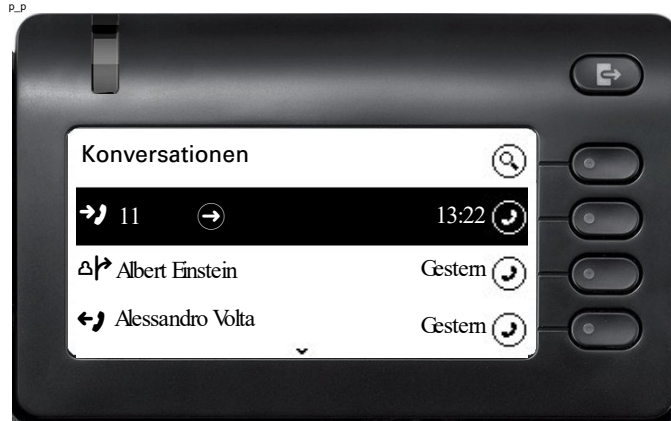 p_p
Konversationen
11 13:22
Albert Einstein Gestern
Alessandro Volta Gestern